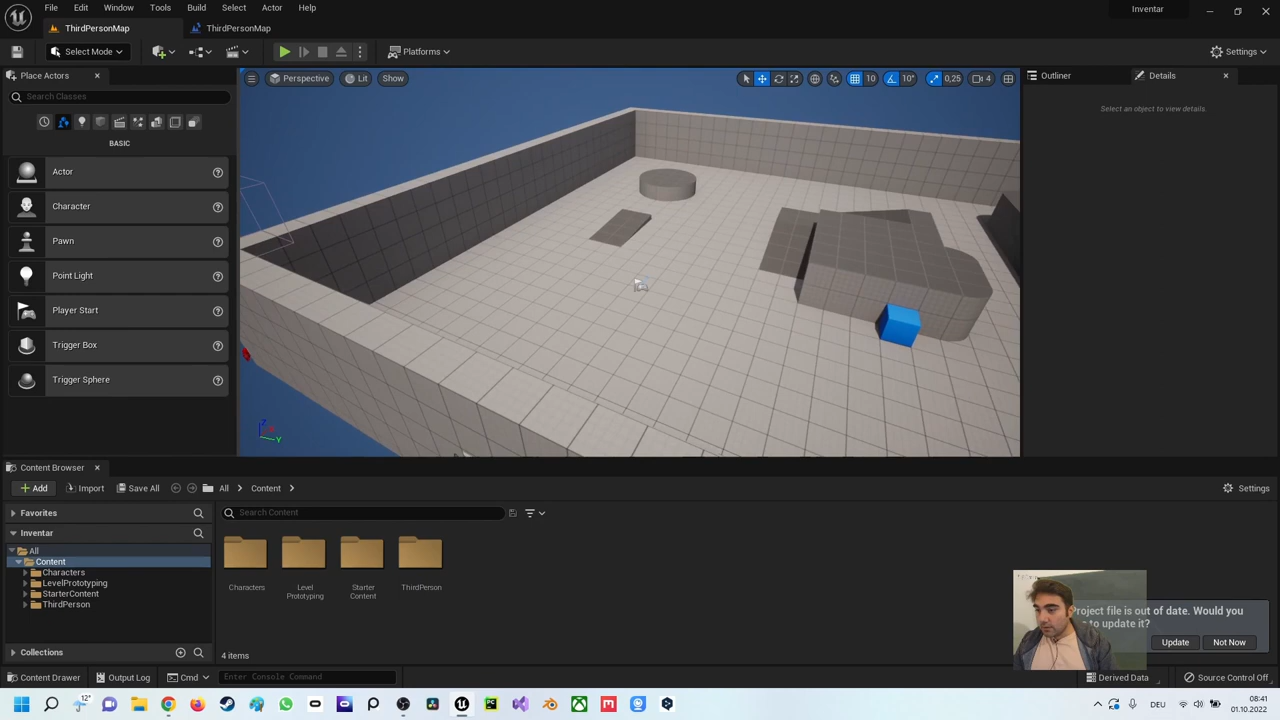 File Edit Window Tools Build Select Actor Help
Inventar
ThirdPersonMap
ThirdPersonMap
Select Mode
Platforms
Settings
Place Actors
Search Classes
BASIC
Actor
Character
Pawn
Point Light
Player Start
Trigger Box
Trigger Sphere
Perspective
Lit
Show
10
10°
0,25
4
Z
Y
Outliner
Details
Select an object to view details.
Content Browser
Add
Import
Save All
All
Content
Settings
Favorites
Inventar
All
Content
Characters
LevelPrototyping
StarterContent
ThirdPerson
Collections
Search Content
Characters
Level
Prototyping
Starter
Content
ThirdPerson
4 items
Project file is out of date. Would you
to update it?
Update
Not Now
Content Drawer
Output Log
Cmd
Enter Console Command
Derived Data
Source Control Off
12°
DEU
08:41
01.10.2022